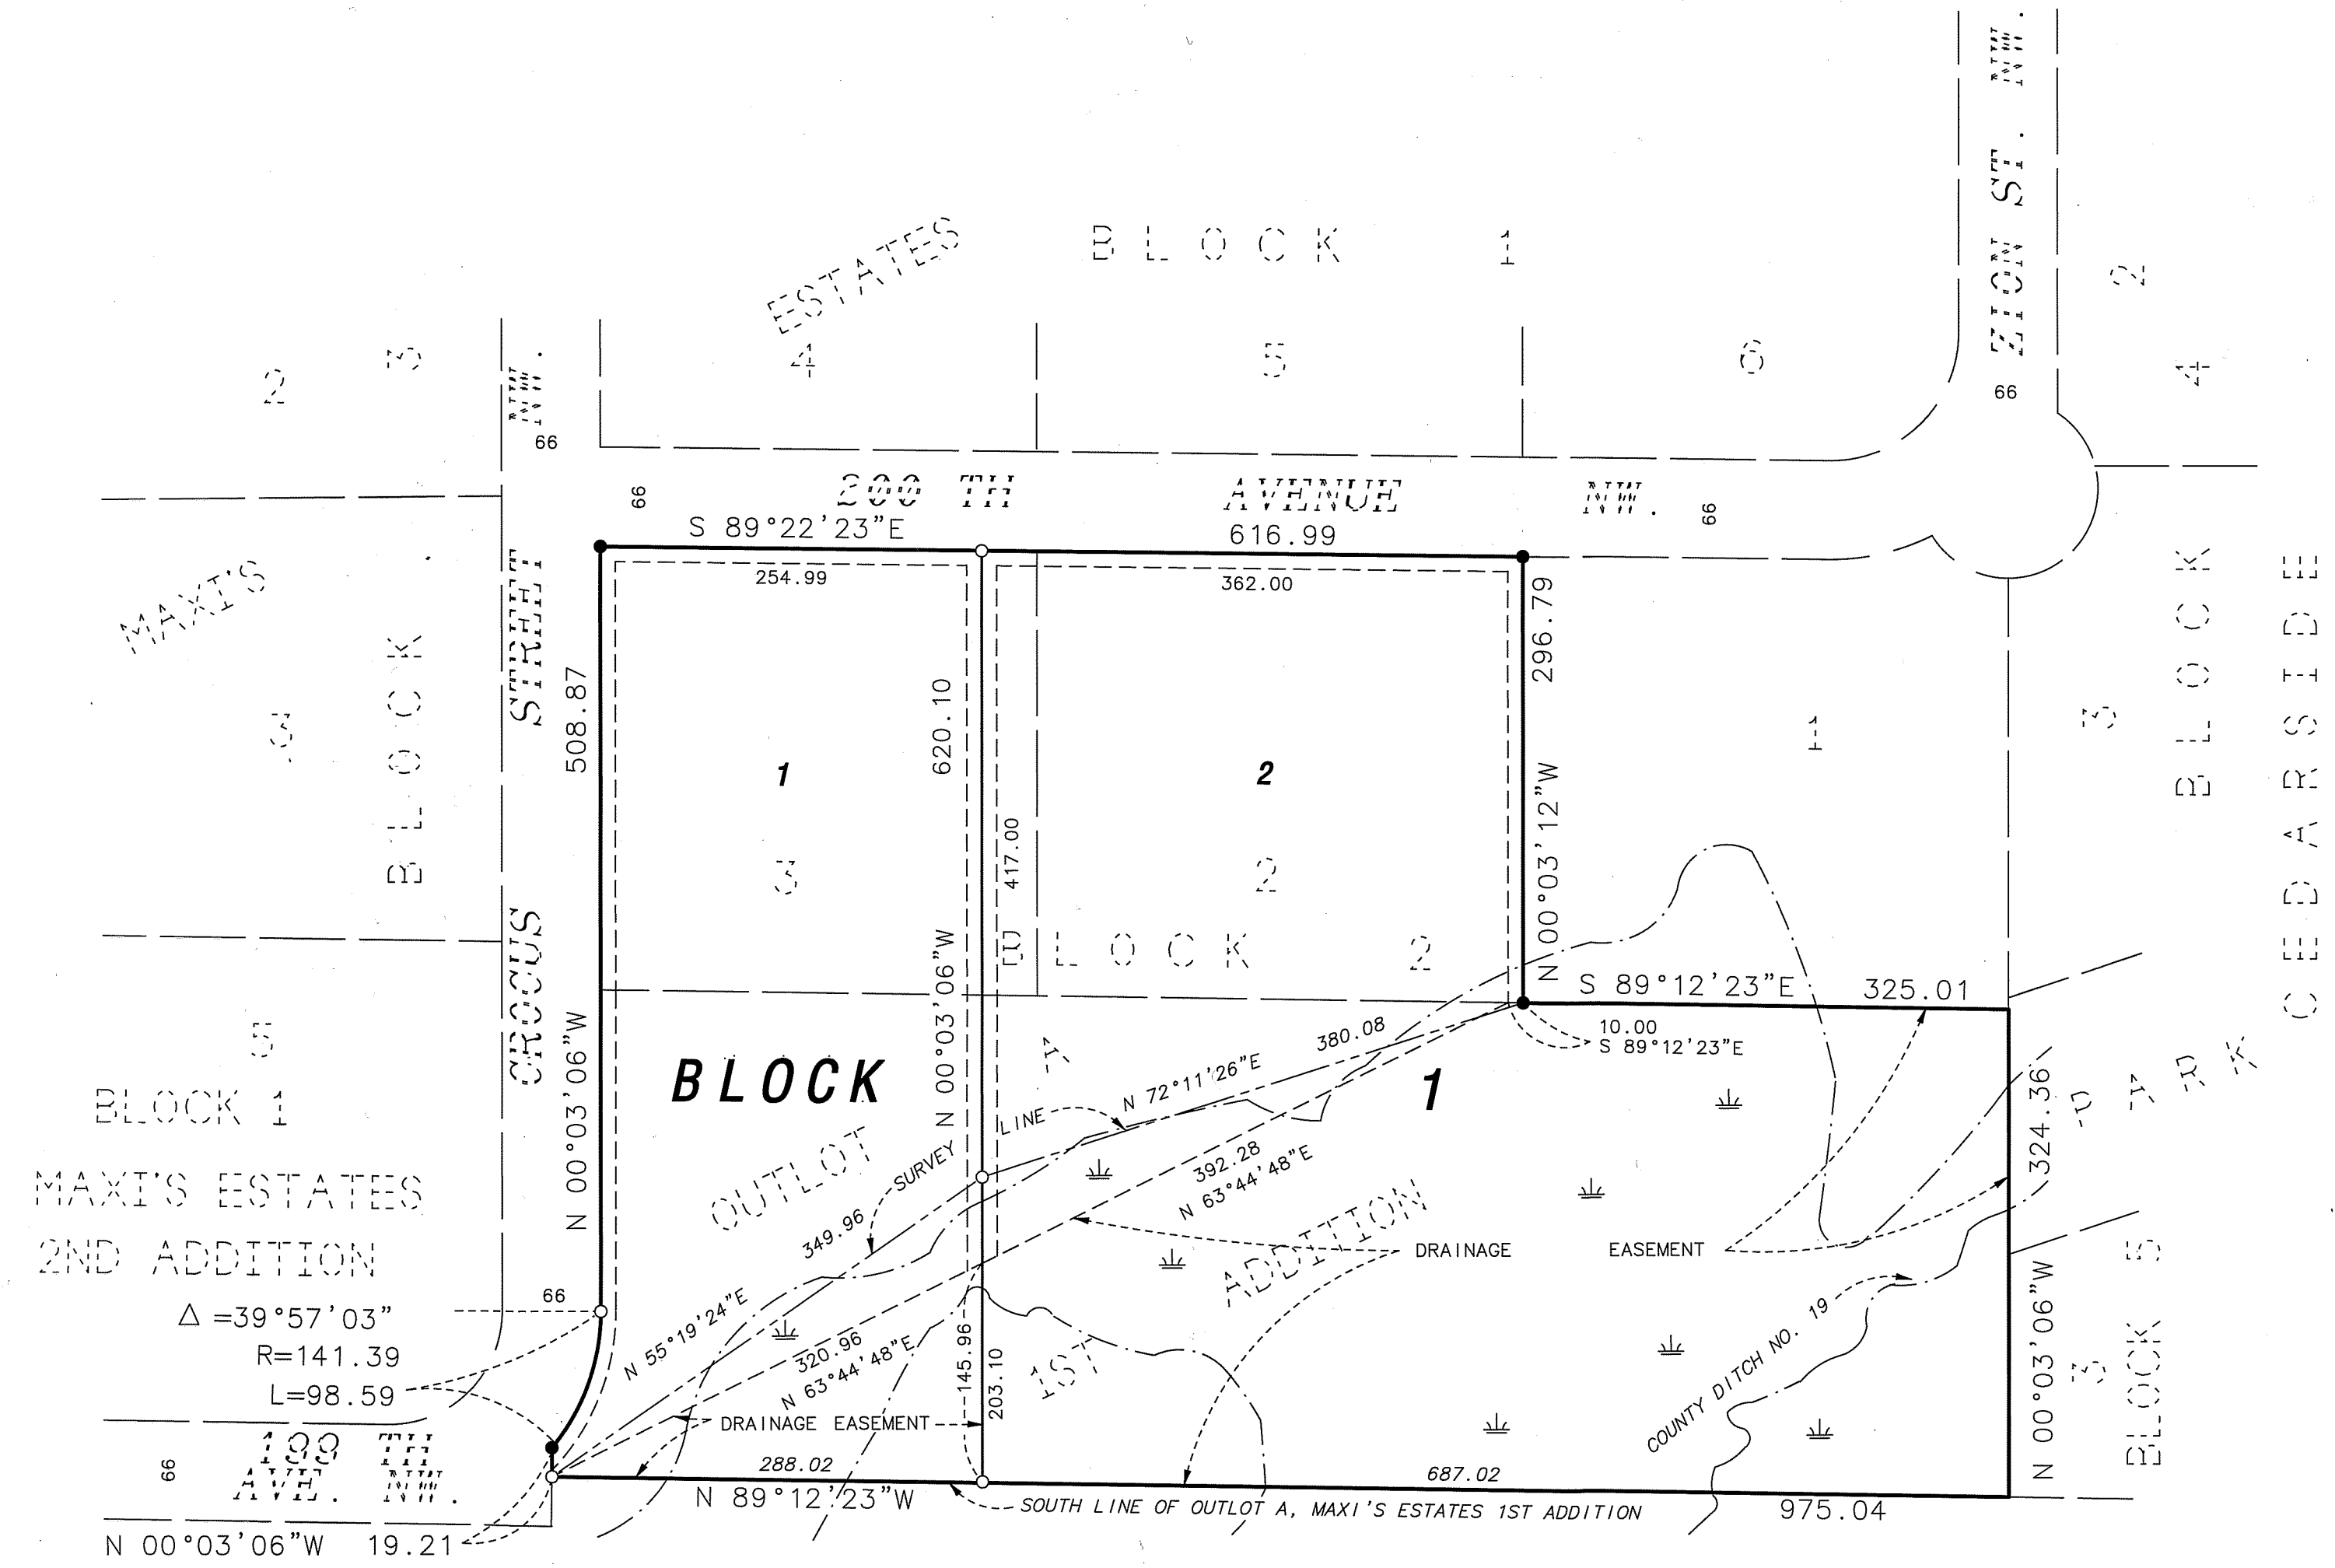 ZION ST. NW.
ESTATES
BLOCK 1
2
2
3
4
5
6
4
NW.
66
66
200 TH AVENUE NW.
66
66
S 89°22'23"E
616.99
254.99
362.00
MAXI'S
3
BLOCK
STREET
CROCUS
508.87
N 00°03'06"W
620.10
N 00°03'06"W
417.00
296.79
N 00°03'12"W
1
2
3
2
1
3
BLOCK
CEDARSIDE
BLOCK 2
S 89°12'23"E
325.01
10.00
S 89°12'23"E
5
BLOCK 1
MAXI'S ESTATES
2ND ADDITION
Δ =39°57'03"
R=141.39
L=98.59
66
BLOCK 1
OUTLOT A
SURVEY LINE
N 72°11'26"E
380.08
392.28
N 63°44'48"E
349.96
N 55°19'24"E
320.96
N 63°44'48"E
1ST ADDITION
DRAINAGE EASEMENT
PARK
324.36
N 00°03'06"W
3
BLOCK 5
COUNTY DITCH NO. 19
145.96
203.10
DRAINAGE EASEMENT
199 TH
AVE. NW.
66
288.02
N 89°12'23"W
687.02
SOUTH LINE OF OUTLOT A, MAXI'S ESTATES 1ST ADDITION
975.04
N 00°03'06"W 19.21